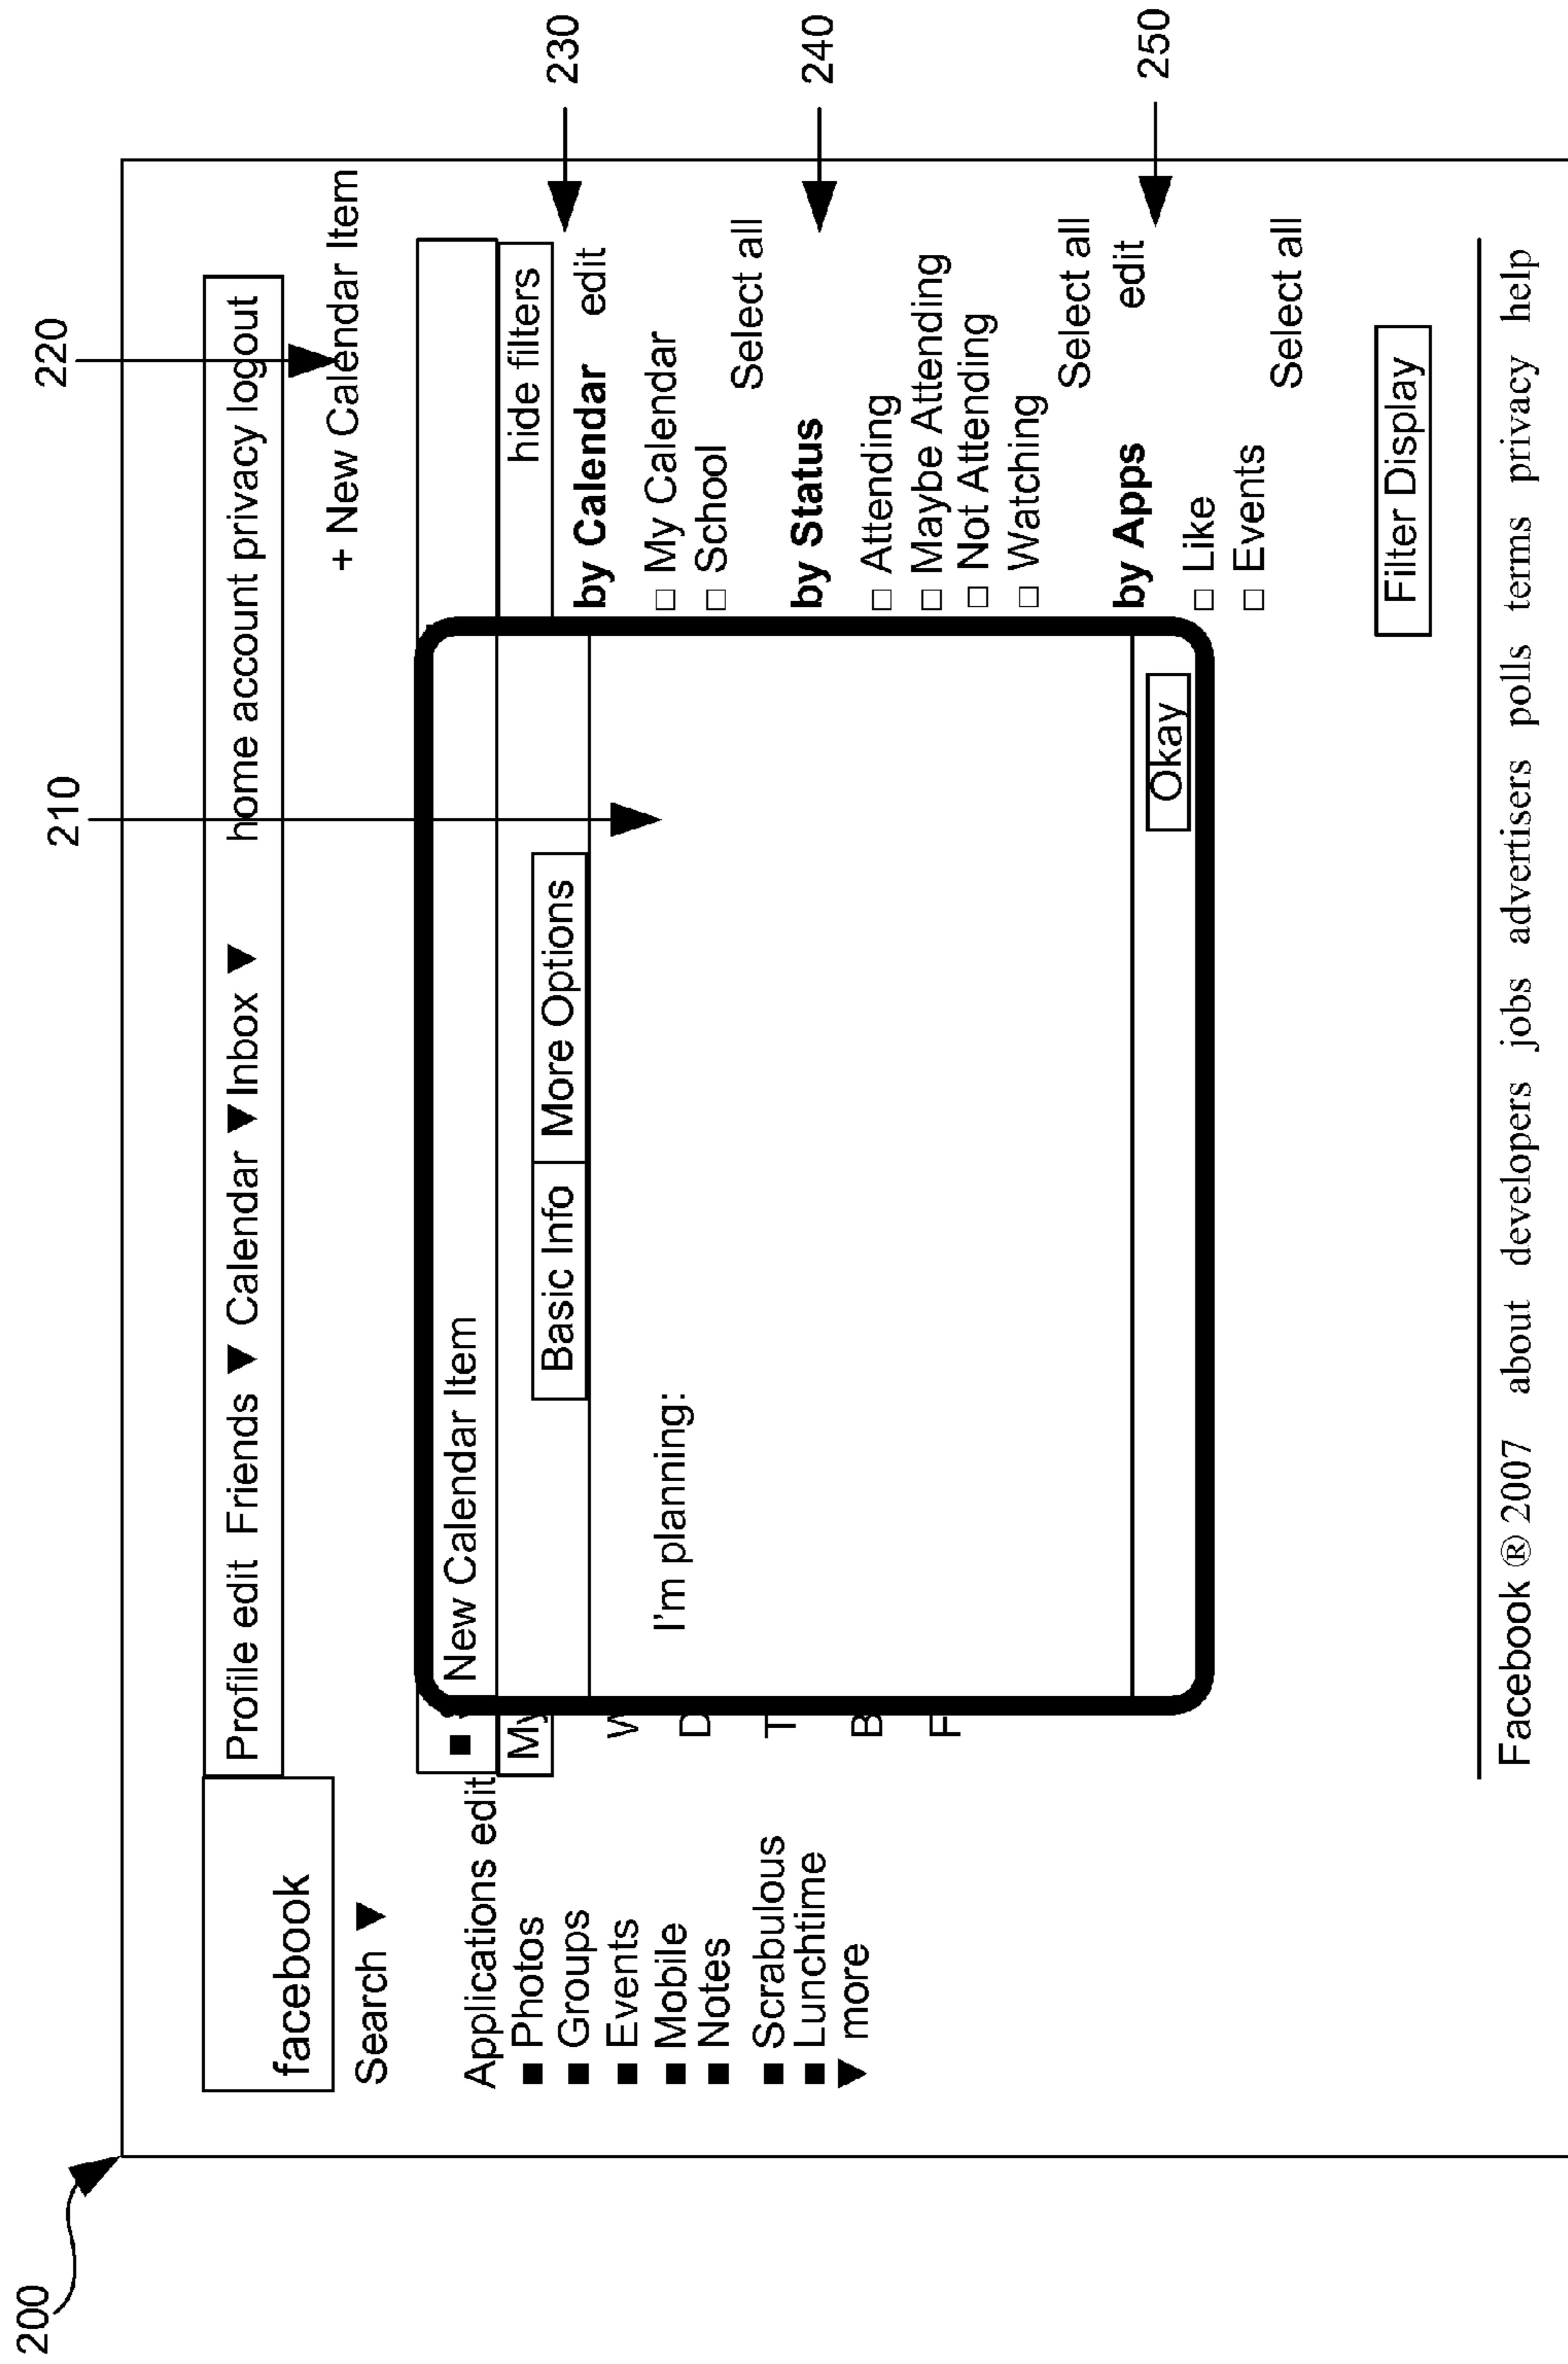 200
210
220
facebook
Profile edit Friends ▼ Calendar ▼ Inbox ▼ home account privacy logout
Search ▼
+ New Calendar Item
Applications edit
■ Photos
■ Groups
■ Events
■ Mobile
■ Notes
■ Scrabulous
■ Lunchtime
▼ more
■ New Calendar Item
My
W
D
T
B
F
Basic Info More Options
I'm planning:
Okay
hide filters
by Calendar edit
230
□ My Calendar
□ School
Select all
by Status
240
□ Attending
□ Maybe Attending
□ Not Attending
□ Watching
Select all
by Apps edit
250
□ Like
□ Events
Select all
Filter Display
Facebook ® 2007 about developers jobs advertisers polls terms privacy help